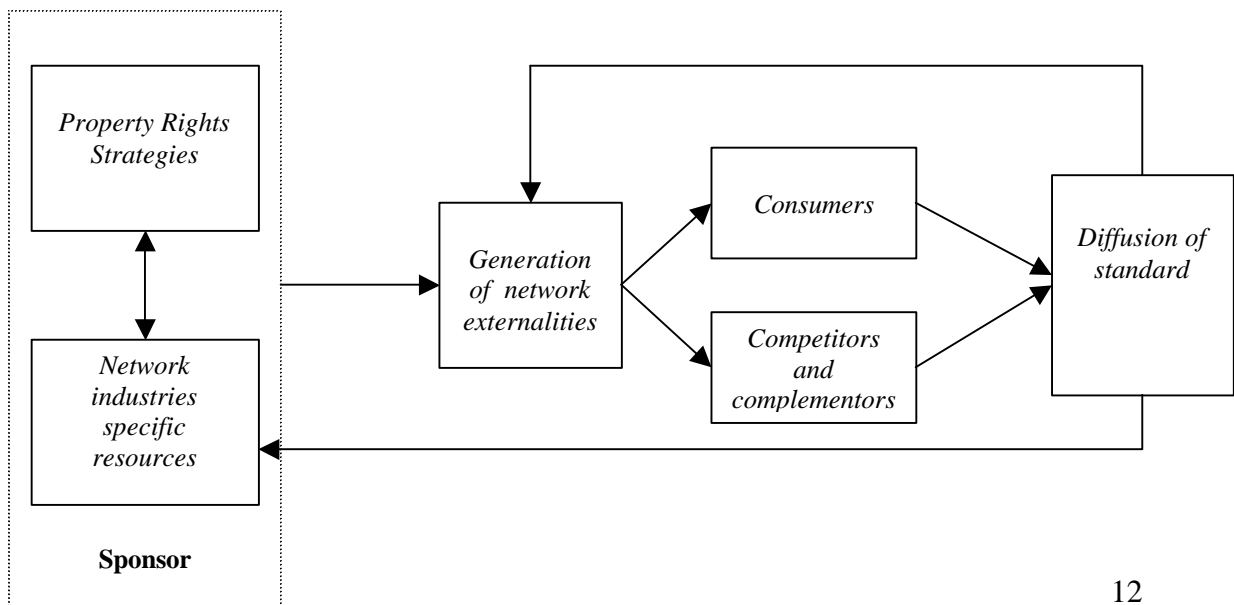 Property Rights
Strategies
Network
industries
specific
resources
Sponsor
Generation
of network
externalities
Consumers
Competitors
and
complementors
Diffusion of
standard
12